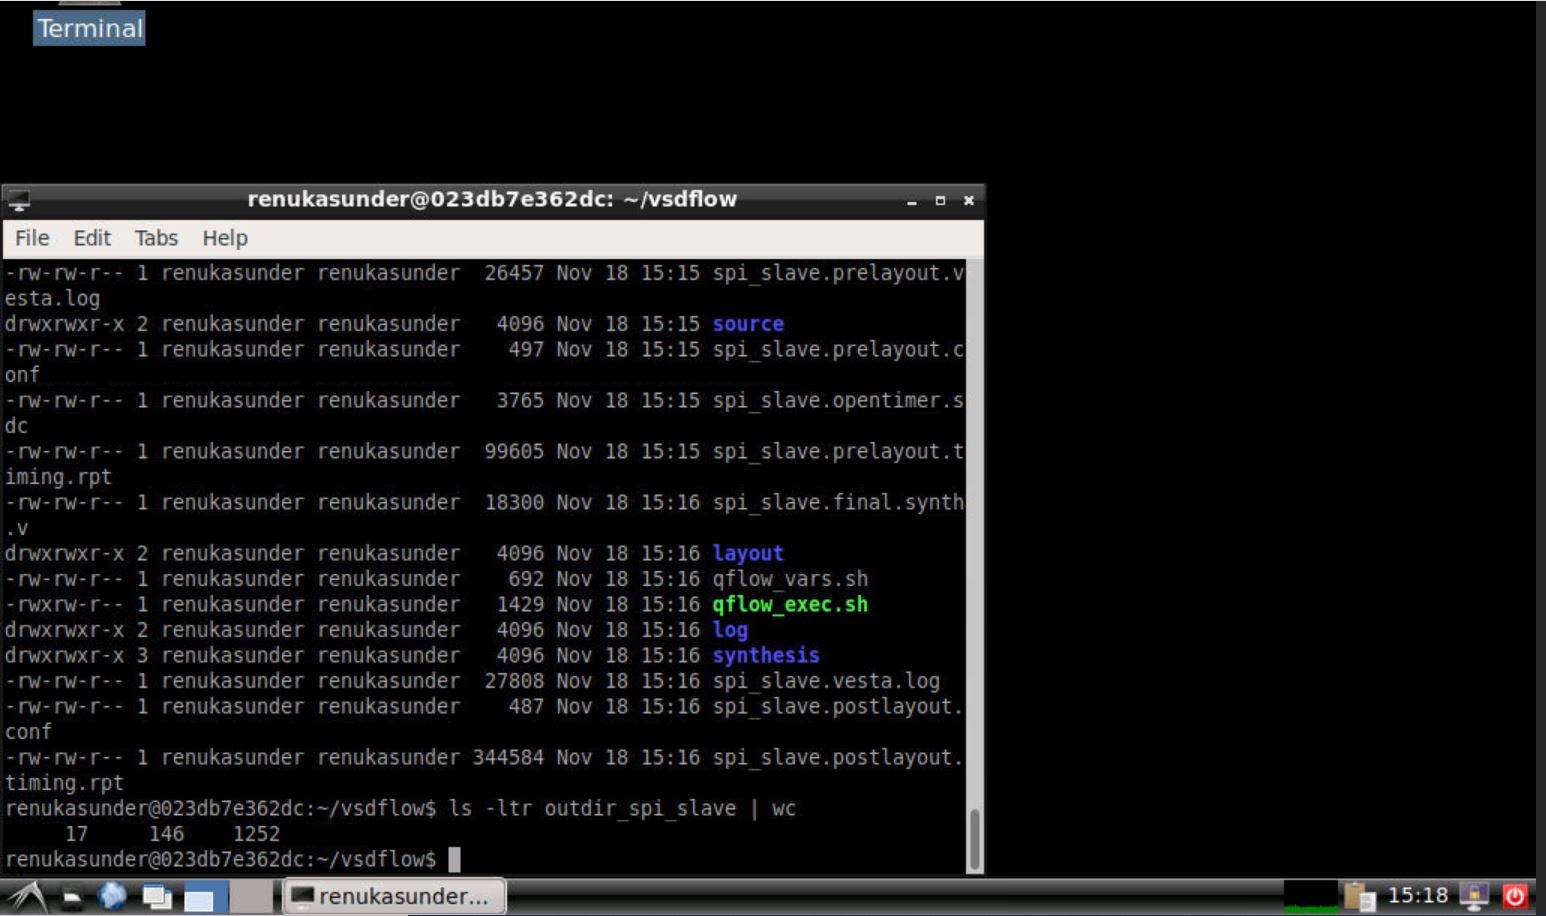 Terminal
renukasunder@023db7e362dc: ~/vsdflow
File Edit Tabs Help
-rw-rw-r-- 1 renukasunder renukasunder  26457 Nov 18 15:15 spi_slave.prelayout.v
esta.log
drwxrwxr-x 2 renukasunder renukasunder   4096 Nov 18 15:15 source
-rw-rw-r-- 1 renukasunder renukasunder    497 Nov 18 15:15 spi_slave.prelayout.c
onf
-rw-rw-r-- 1 renukasunder renukasunder   3765 Nov 18 15:15 spi_slave.opentimer.s
dc
-rw-rw-r-- 1 renukasunder renukasunder  99605 Nov 18 15:15 spi_slave.prelayout.t
iming.rpt
-rw-rw-r-- 1 renukasunder renukasunder  18300 Nov 18 15:16 spi_slave.final.synth
.v
drwxrwxr-x 2 renukasunder renukasunder   4096 Nov 18 15:16 layout
-rw-rw-r-- 1 renukasunder renukasunder    692 Nov 18 15:16 qflow_vars.sh
-rwxrw-r-- 1 renukasunder renukasunder   1429 Nov 18 15:16 qflow_exec.sh
drwxrwxr-x 2 renukasunder renukasunder   4096 Nov 18 15:16 log
drwxrwxr-x 3 renukasunder renukasunder   4096 Nov 18 15:16 synthesis
-rw-rw-r-- 1 renukasunder renukasunder  27808 Nov 18 15:16 spi_slave.vesta.log
-rw-rw-r-- 1 renukasunder renukasunder    487 Nov 18 15:16 spi_slave.postlayout.
conf
-rw-rw-r-- 1 renukasunder renukasunder 344584 Nov 18 15:16 spi_slave.postlayout.
timing.rpt
renukasunder@023db7e362dc:~/vsdflow$ ls -ltr outdir_spi_slave | wc
     17     146    1252
renukasunder@023db7e362dc:~/vsdflow$
renukasunder...
15:18